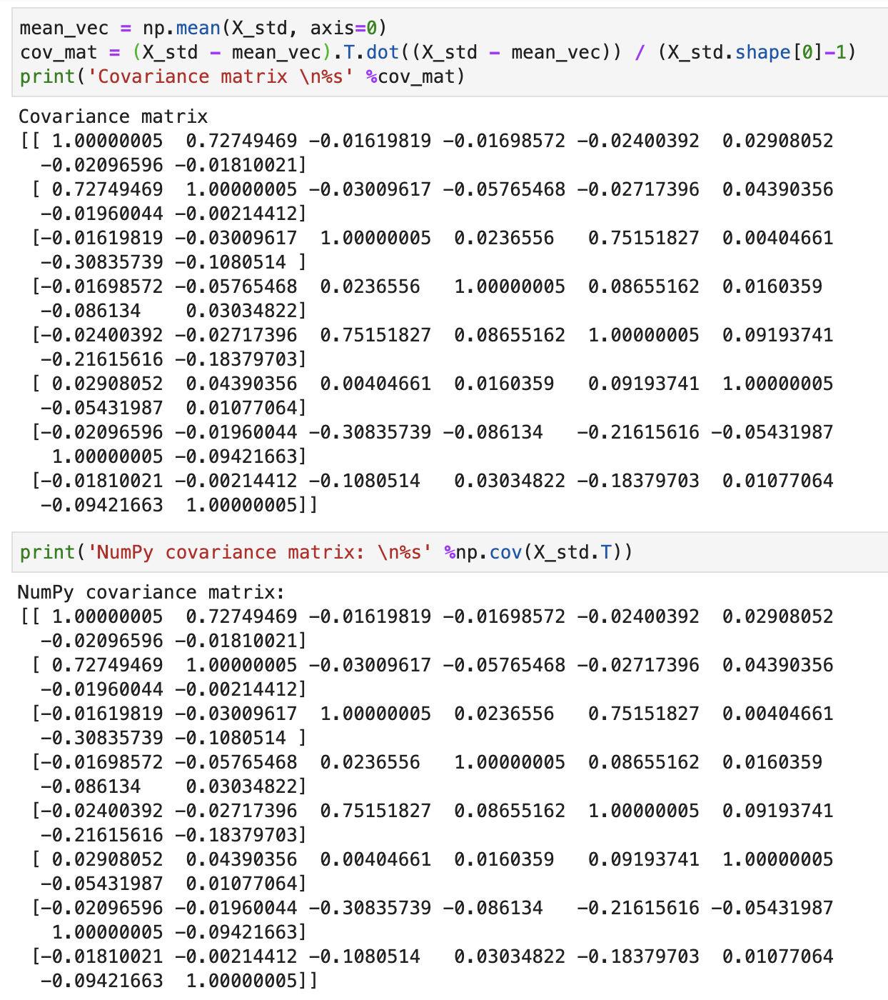 mean_vec = np.mean(X_std, axis=0)
cov_mat = (X_std - mean_vec).T.dot((X_std - mean_vec)) / (X_std.shape[0]-1)
print('Covariance matrix \n%s' %cov_mat)
Covariance matrix
[[ 1.00000005  0.72749469 -0.01619819 -0.01698572 -0.02400392  0.02908052
  -0.02096596 -0.01810021]
 [ 0.72749469  1.00000005 -0.03009617 -0.05765468 -0.02717396  0.04390356
  -0.01960044 -0.00214412]
 [-0.01619819 -0.03009617  1.00000005  0.0236556   0.75151827  0.00404661
  -0.30835739 -0.1080514 ]
 [-0.01698572 -0.05765468  0.0236556   1.00000005  0.08655162  0.0160359
  -0.086134    0.03034822]
 [-0.02400392 -0.02717396  0.75151827  0.08655162  1.00000005  0.09193741
  -0.21615616 -0.18379703]
 [ 0.02908052  0.04390356  0.00404661  0.0160359   0.09193741  1.00000005
  -0.05431987  0.01077064]
 [-0.02096596 -0.01960044 -0.30835739 -0.086134   -0.21615616 -0.05431987
   1.00000005 -0.09421663]
 [-0.01810021 -0.00214412 -0.1080514   0.03034822 -0.18379703  0.01077064
  -0.09421663  1.00000005]]
print('NumPy covariance matrix: \n%s' %np.cov(X_std.T))
NumPy covariance matrix:
[[ 1.00000005  0.72749469 -0.01619819 -0.01698572 -0.02400392  0.02908052
  -0.02096596 -0.01810021]
 [ 0.72749469  1.00000005 -0.03009617 -0.05765468 -0.02717396  0.04390356
  -0.01960044 -0.00214412]
 [-0.01619819 -0.03009617  1.00000005  0.0236556   0.75151827  0.00404661
  -0.30835739 -0.1080514 ]
 [-0.01698572 -0.05765468  0.0236556   1.00000005  0.08655162  0.0160359
  -0.086134    0.03034822]
 [-0.02400392 -0.02717396  0.75151827  0.08655162  1.00000005  0.09193741
  -0.21615616 -0.18379703]
 [ 0.02908052  0.04390356  0.00404661  0.0160359   0.09193741  1.00000005
  -0.05431987  0.01077064]
 [-0.02096596 -0.01960044 -0.30835739 -0.086134   -0.21615616 -0.05431987
   1.00000005 -0.09421663]
 [-0.01810021 -0.00214412 -0.1080514   0.03034822 -0.18379703  0.01077064
  -0.09421663  1.00000005]]